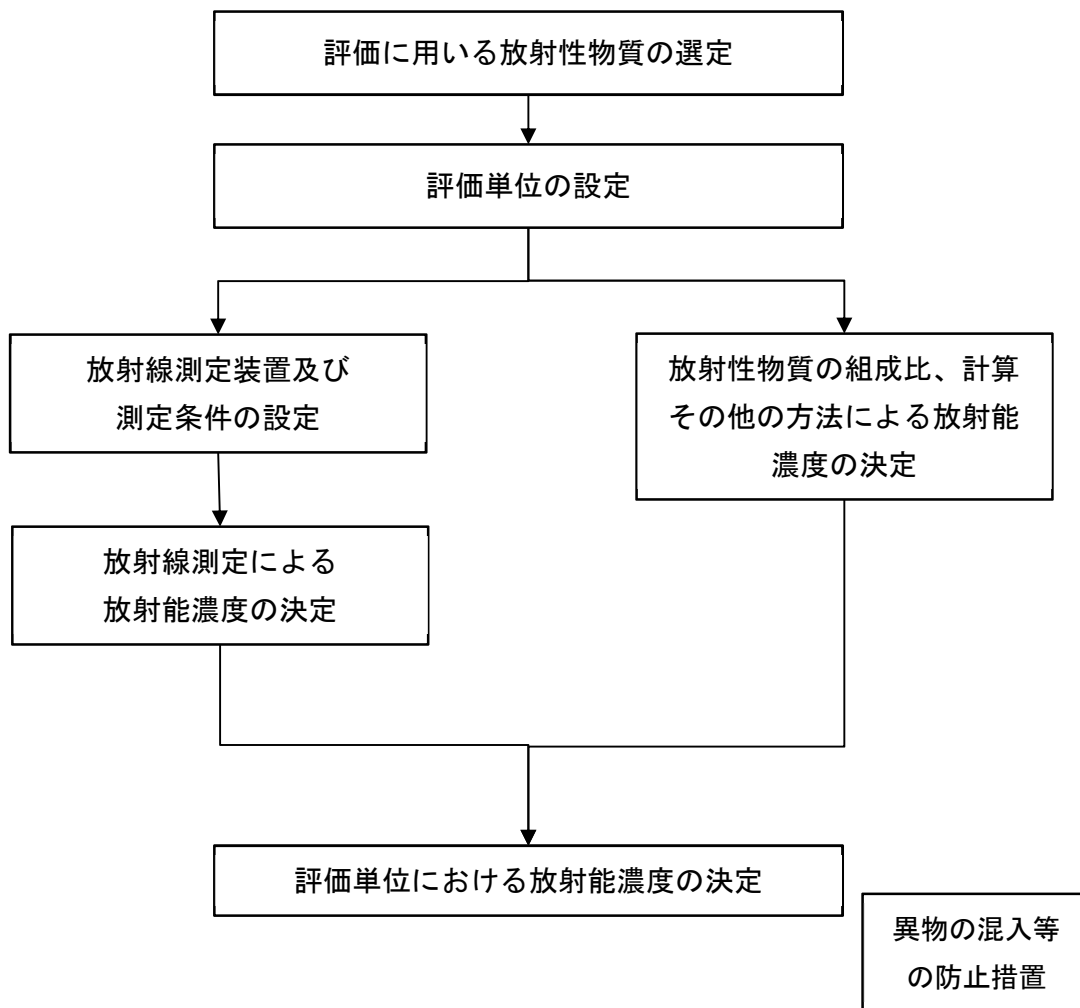 評価に用いる放射性物質の選定
評価単位の設定
放射線測定装置及び
測定条件の設定
放射線測定による
放射能濃度の決定
放射性物質の組成比、計算
その他の方法による放射能
濃度の決定
評価単位における放射能濃度の決定
異物の混入等
の防止措置